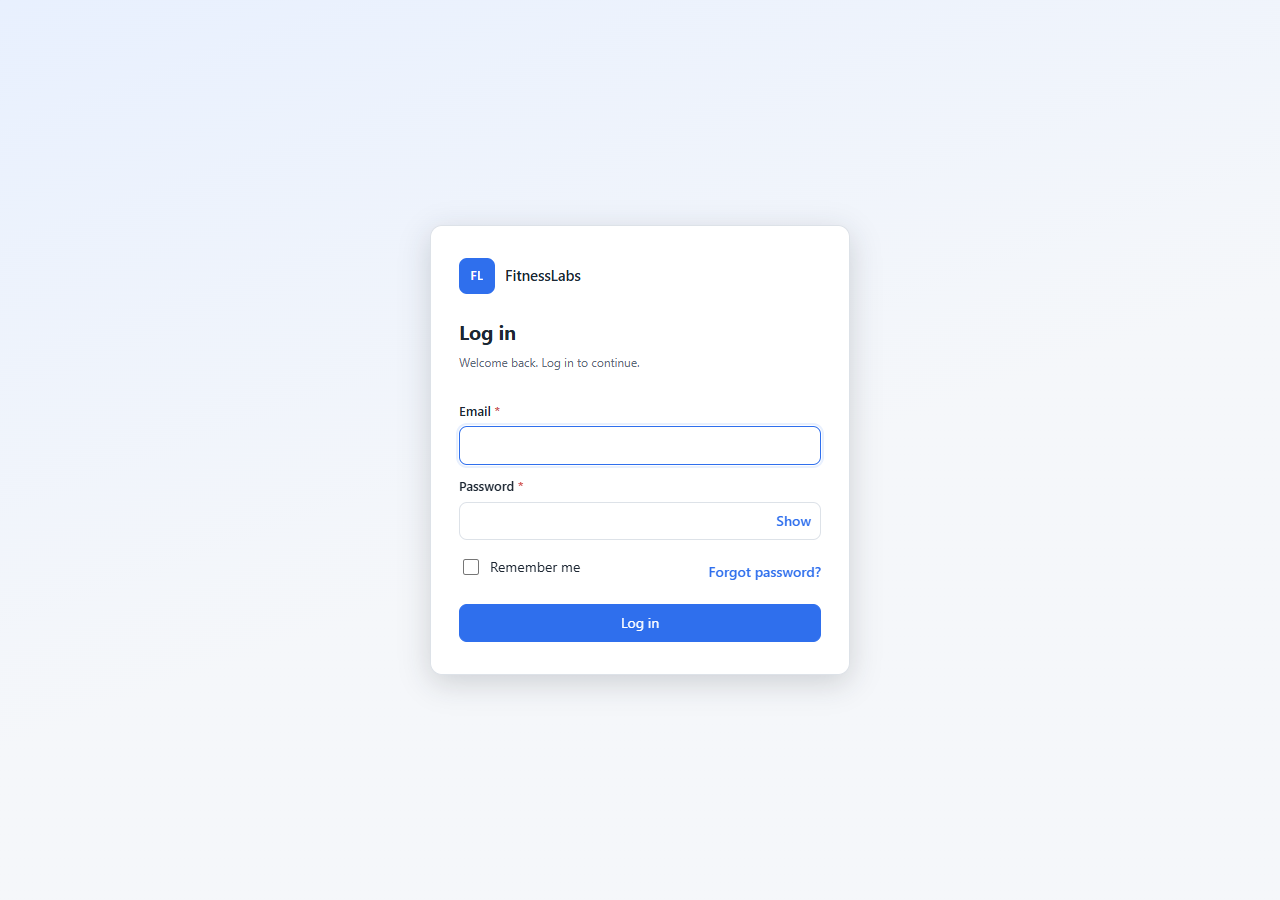 FL FitnessLabs
Log in
Welcome back. Log in to continue.
Email *
Password *
Show
Remember me Forgot password?
Log in